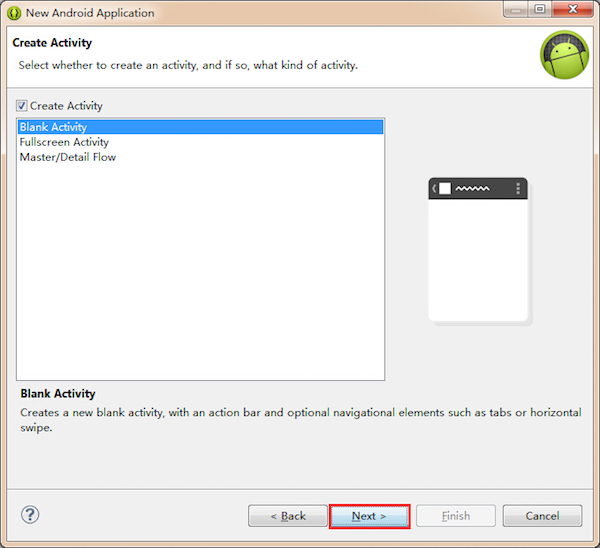 New Android Application
Create Activity
Select whether to create an activity, and if so, what kind of activity.
Create Activity
Blank Activity
Fullscreen Activity
Master/Detail Flow
Blank Activity
Creates a new blank activity, with an action bar and optional navigational elements such as tabs or horizontal
swipe.
? < Back Next > Finish Cancel